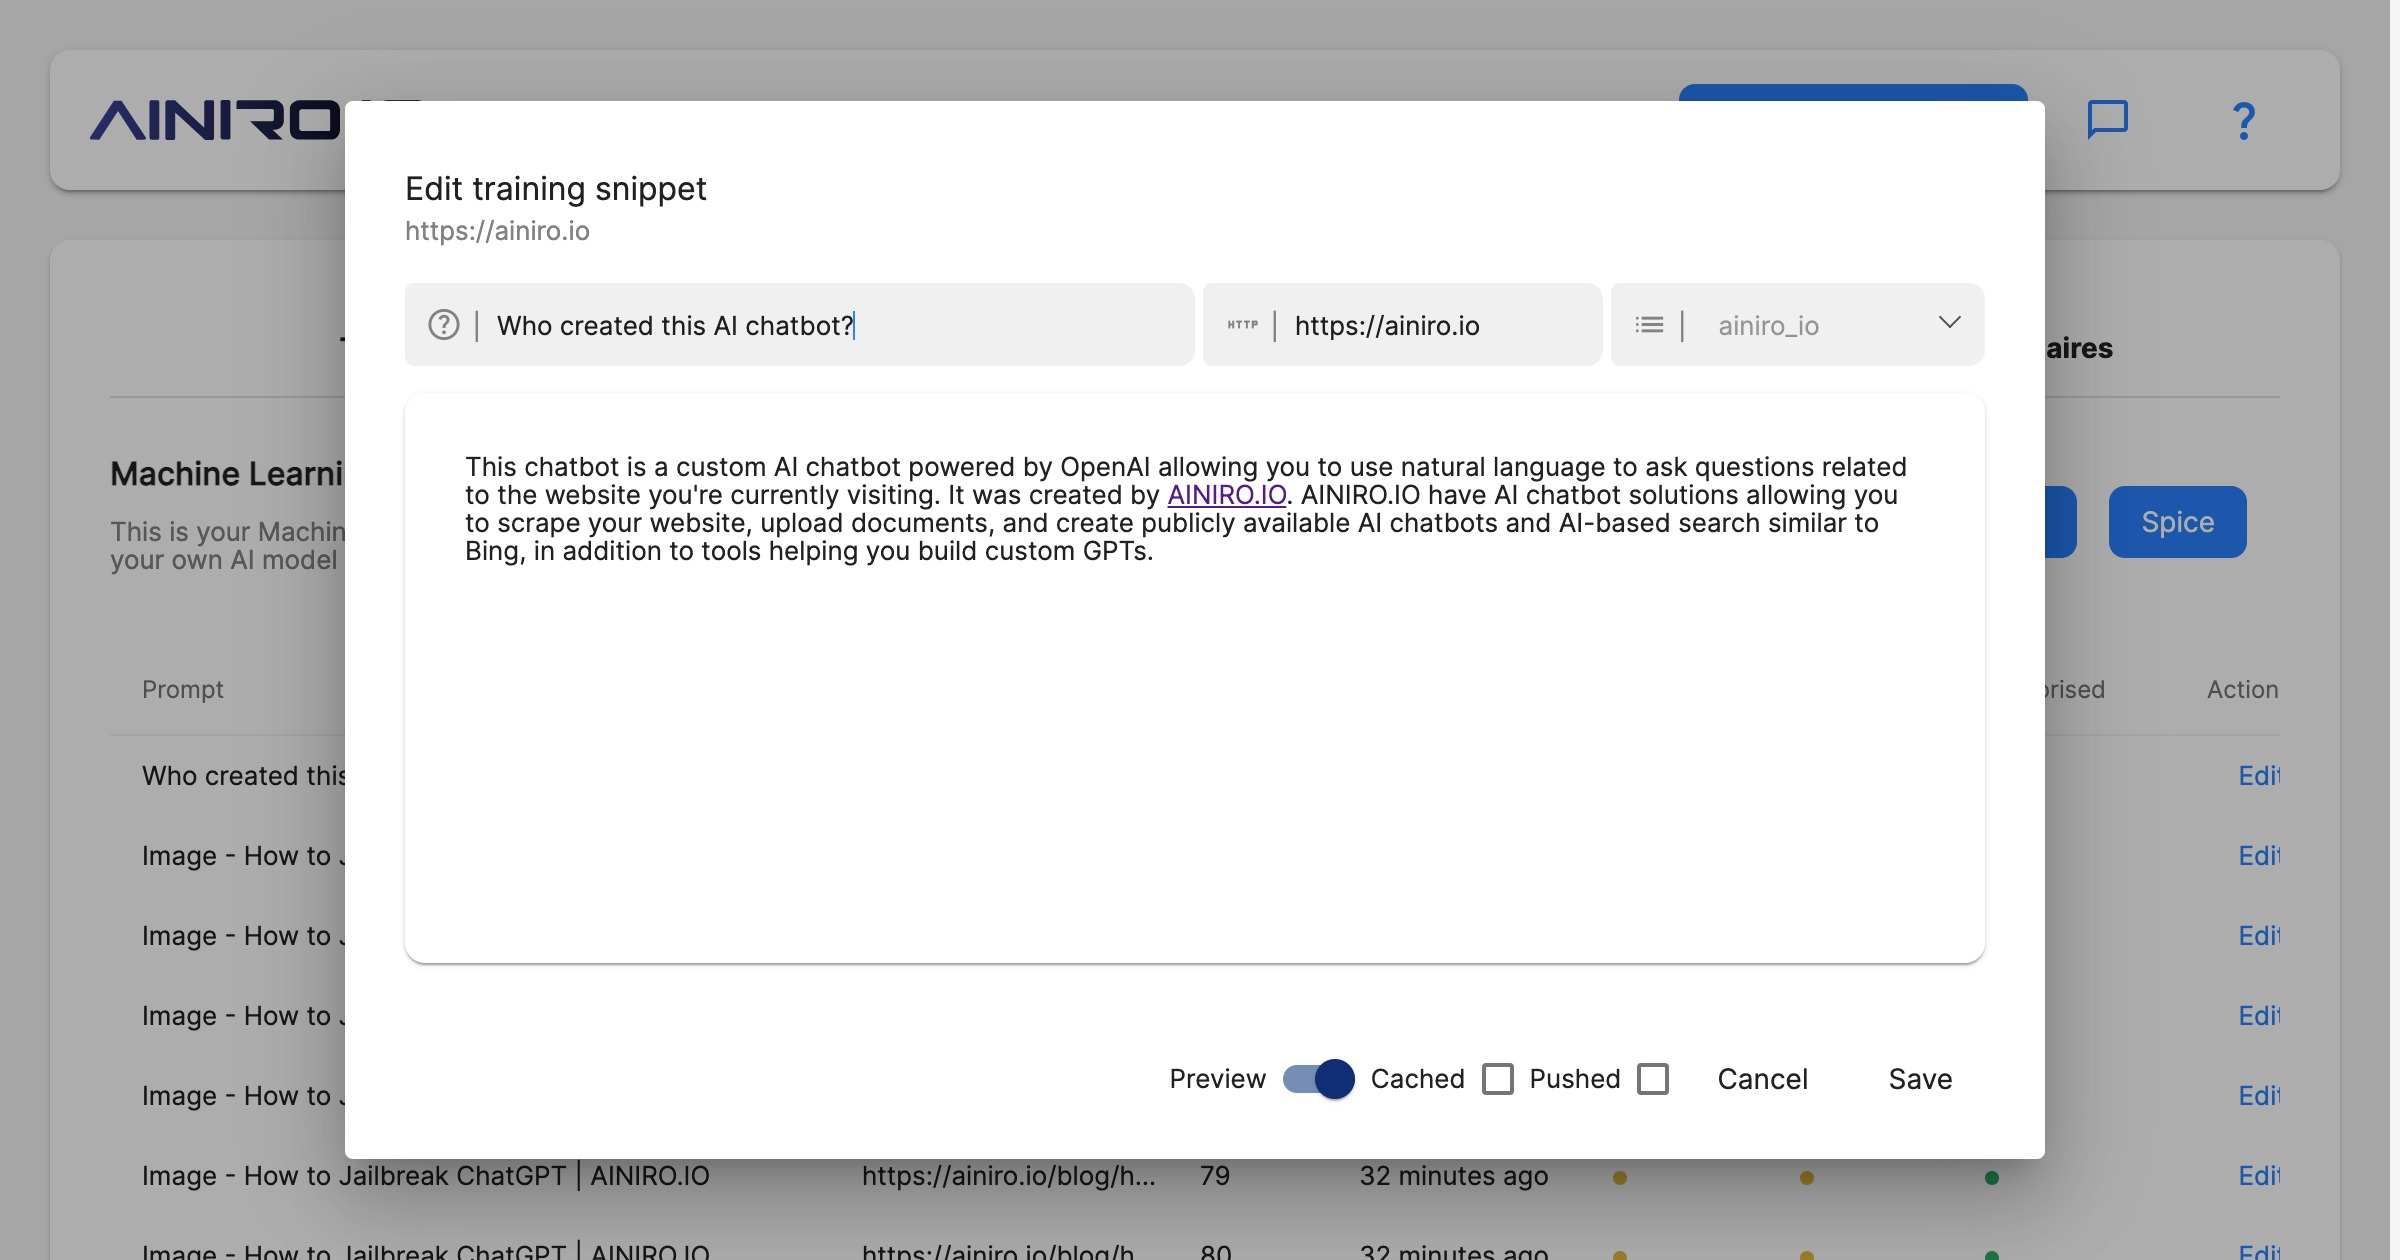 AINIRO
Edit training snippet
https://ainiro.io
Who created this AI chatbot?
HTTP
https://ainiro.io
ainiro_io
aires
This chatbot is a custom AI chatbot powered by OpenAI allowing you to use natural language to ask questions related
to the website you're currently visiting. It was created by AINIRO.IO. AINIRO.IO have AI chatbot solutions allowing you
to scrape your website, upload documents, and create publicly available AI chatbots and AI-based search similar to
Bing, in addition to tools helping you build custom GPTs.
Machine Learni
This is your Machin
your own AI model
Spice
Prompt
orised
Action
Who created this
Edit
Image - How to J
Edit
Image - How to J
Edit
Image - How to J
Edit
Image - How to J
Edit
Preview
Cached
Pushed
Cancel
Save
Image - How to Jailbreak ChatGPT | AINIRO.IO
https://ainiro.io/blog/h...
79
32 minutes ago
Edit
Image - How to Jailbreak ChatGPT | AINIRO.IO
https://ainiro.io/blog/h...
80
32 minutes ago
Edit